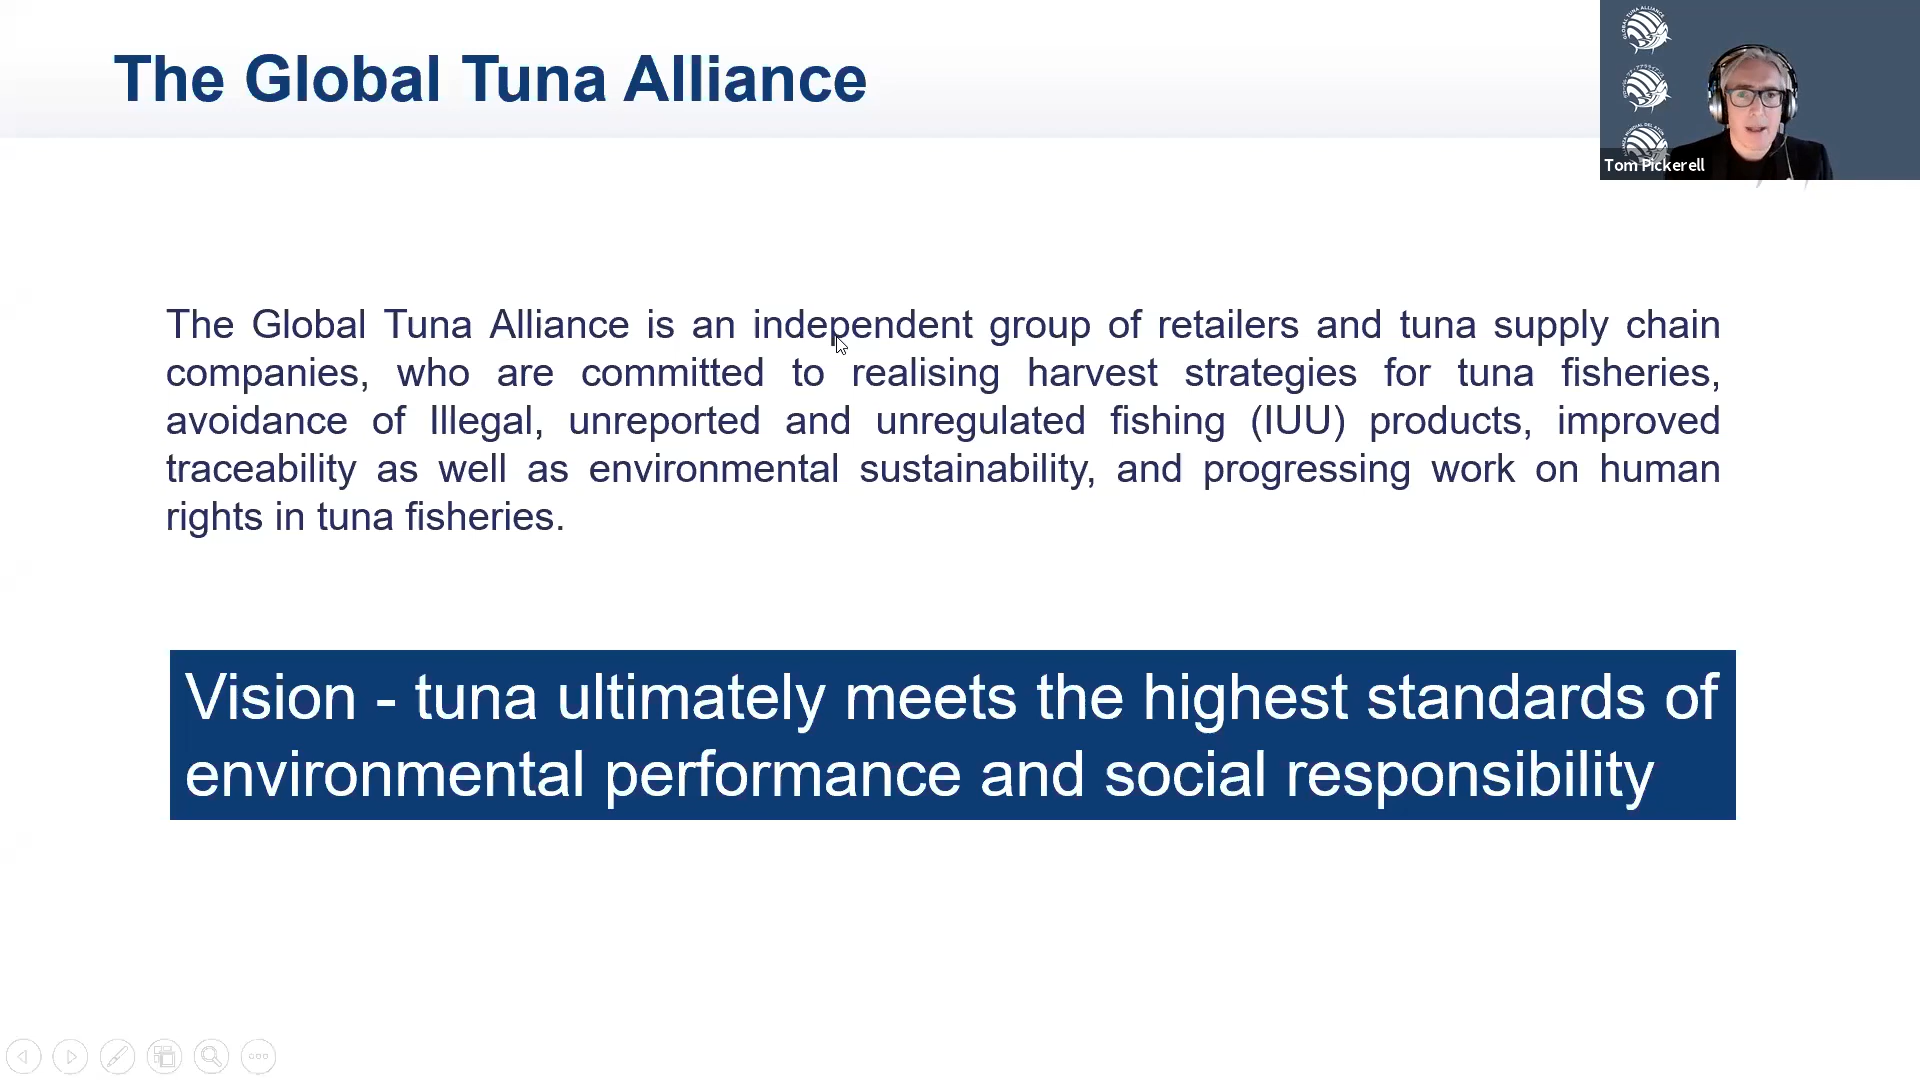 The Global Tuna Alliance
GLOBAL TUNA ALLIANCE
Tom Pickerell
The Global Tuna Alliance is an independent group of retailers and tuna supply chain
companies, who are committed to realising harvest strategies for tuna fisheries,
avoidance of Illegal, unreported and unregulated fishing (IUU) products, improved
traceability as well as environmental sustainability, and progressing work on human
rights in tuna fisheries.
Vision - tuna ultimately meets the highest standards of
environmental performance and social responsibility